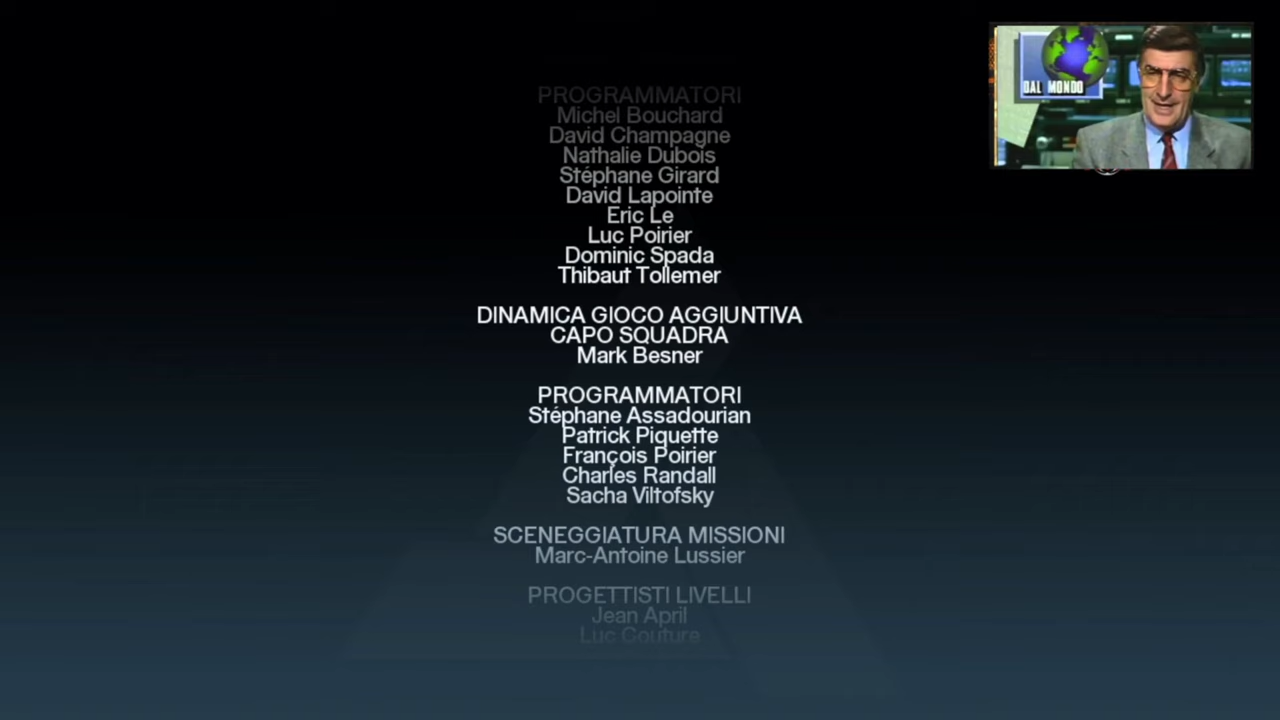 PROGRAMMATORI
Michel Bouchard
David Champagne
Nathalie Dubois
Stéphane Girard
David Lapointe
Eric Le
Luc Poirier
Dominic Spada
Thibaut Tollemer
DINAMICA GIOCO AGGIUNTIVA
CAPO SQUADRA
Mark Besner
PROGRAMMATORI
Stéphane Assadourian
Patrick Piquette
François Poirier
Charles Randall
Sacha Viltofsky
SCENEGGIATURA MISSIONI
Marc-Antoine Lussier
PROGETTISTI LIVELLI
Jean April
Luc Couture
DAL MONDO